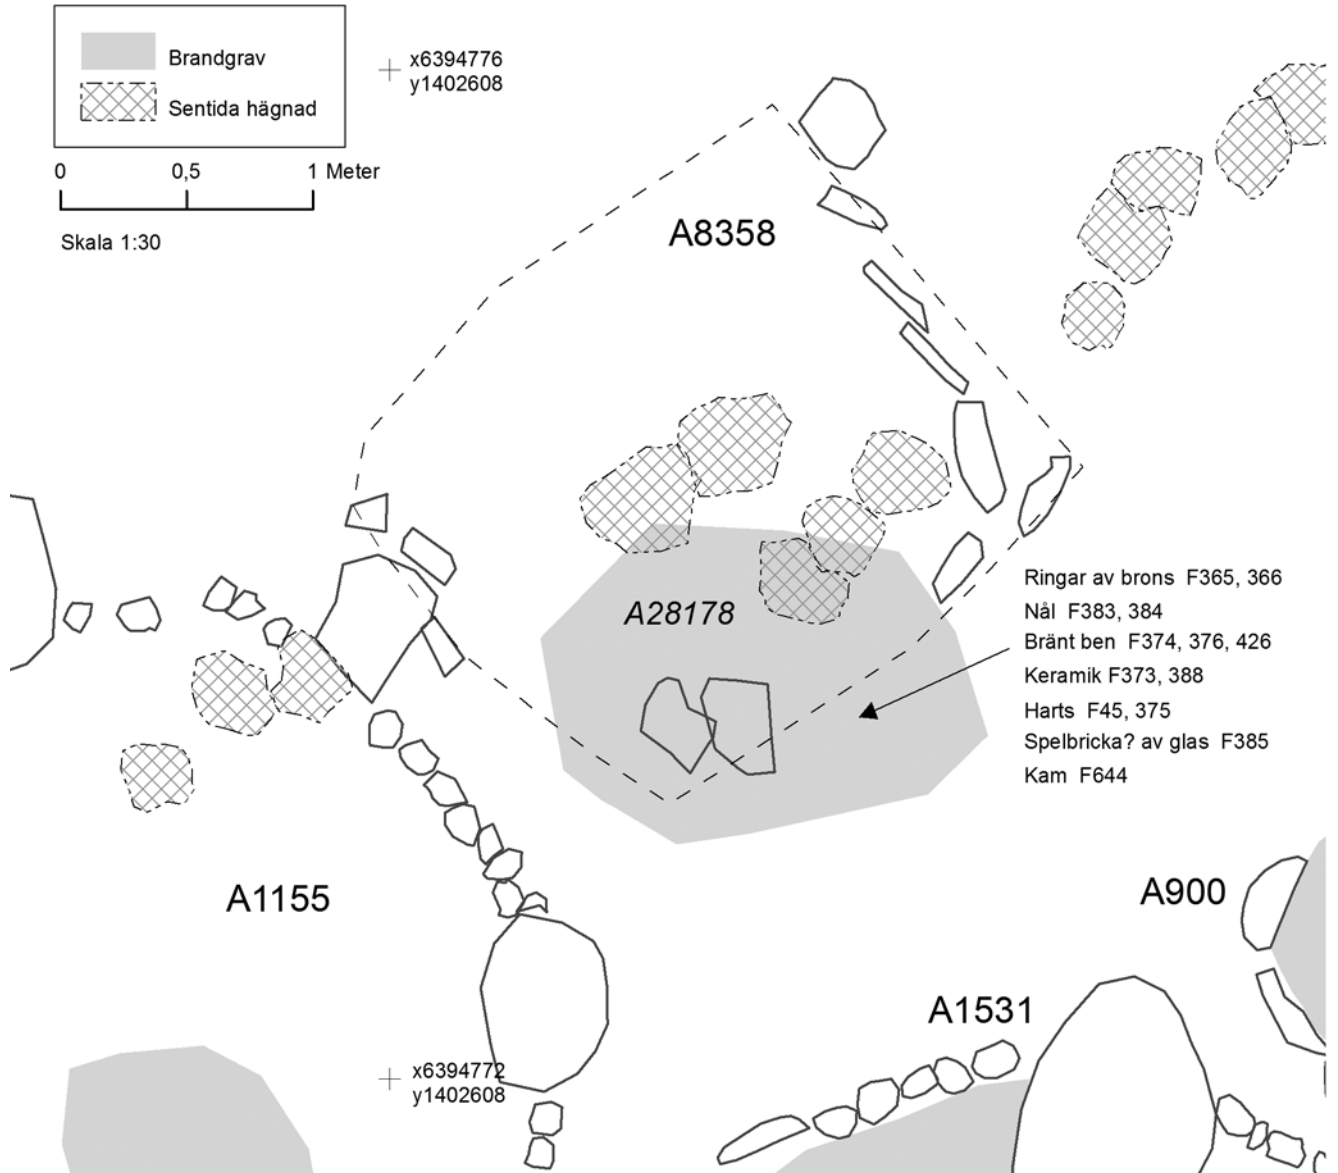 Brandgrav
Sentida hägnad
x6394776
y1402608
0 0,5 1 Meter
Skala 1:30
A8358
A28178
Ringar av brons F365, 366
Nål F383, 384
Bränt ben F374, 376, 426
Keramik F373, 388
Harts F45, 375
Spelbricka? av glas F385
Kam F644
A1155
A900
A1531
x6394772
y1402608